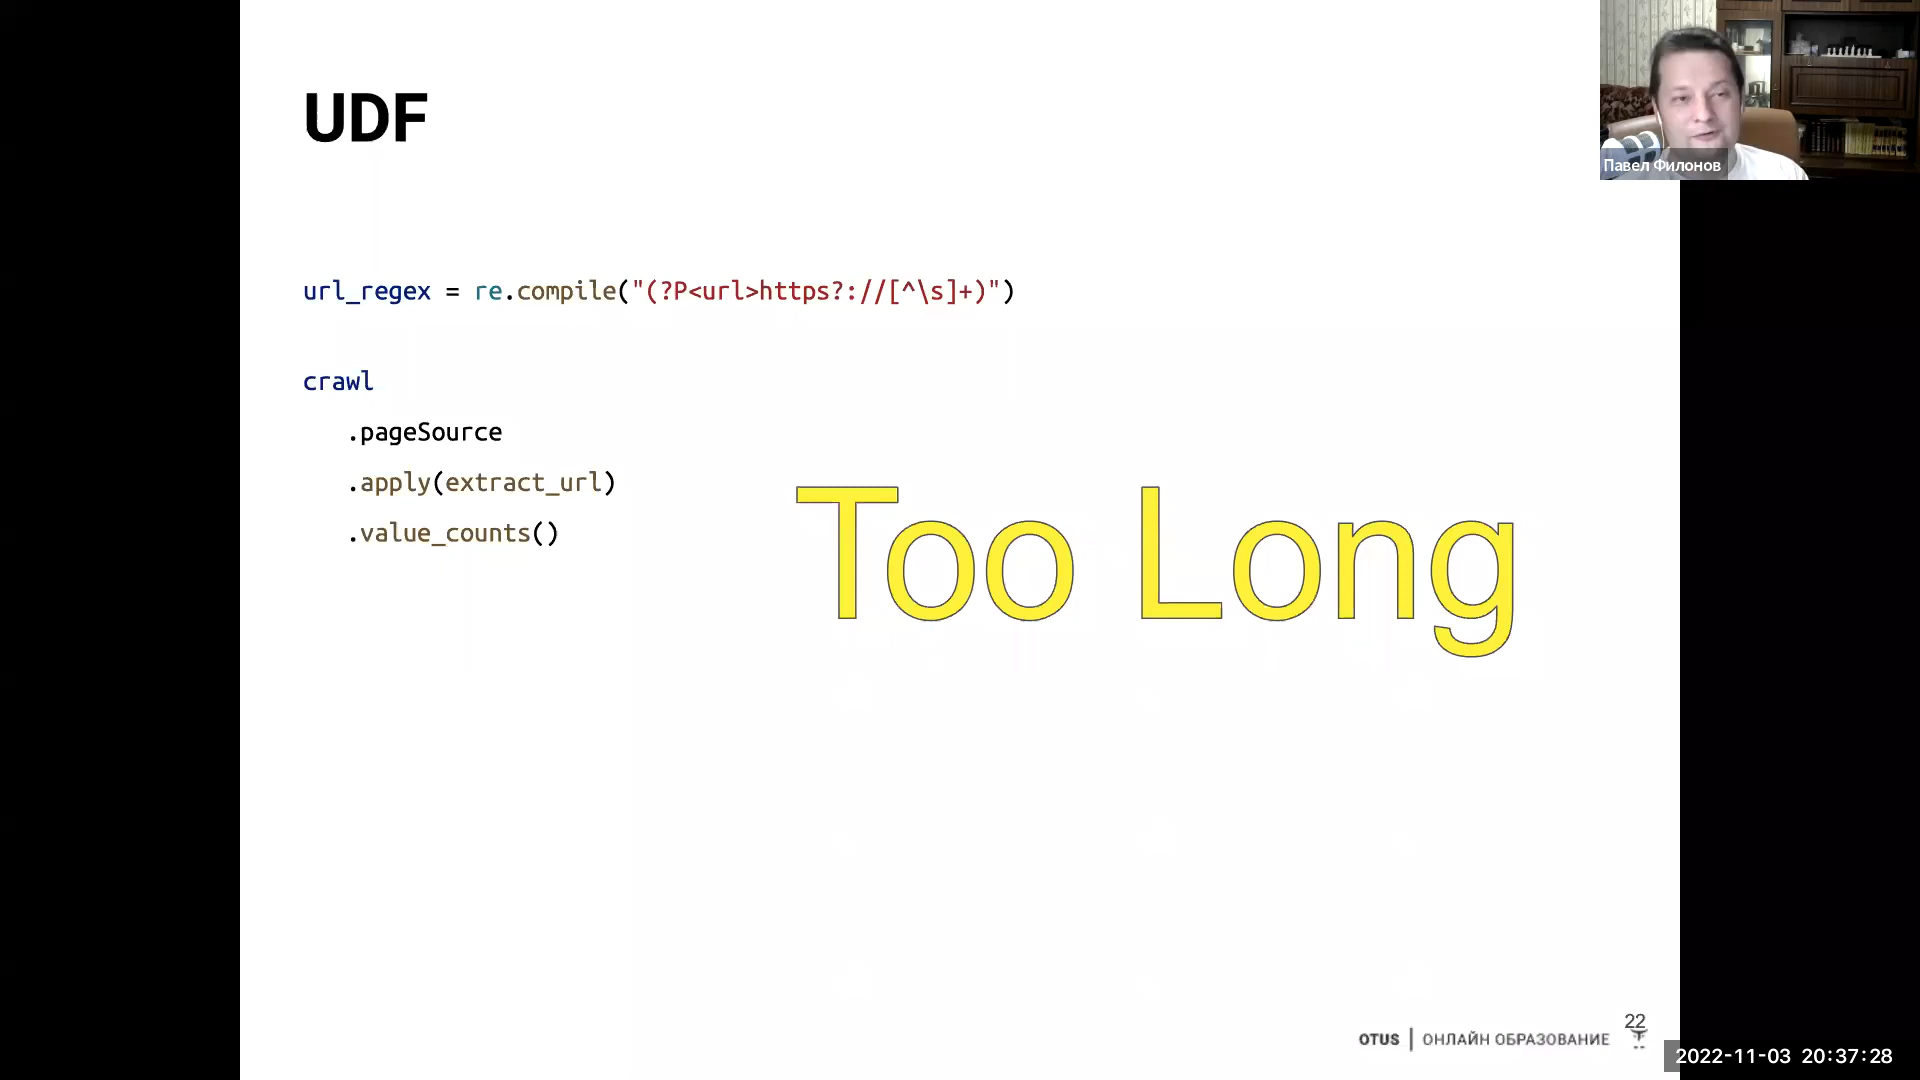 UDF
Павел Филонов
url_regex = re.compile("(?P<url>https?://[^\s]+)")
crawl
.pageSource
.apply(extract_url)
.value_counts()
Too Long
22
OTUS | ОНЛАЙН ОБРАЗОВАНИЕ
2022-11-03 20:37:28